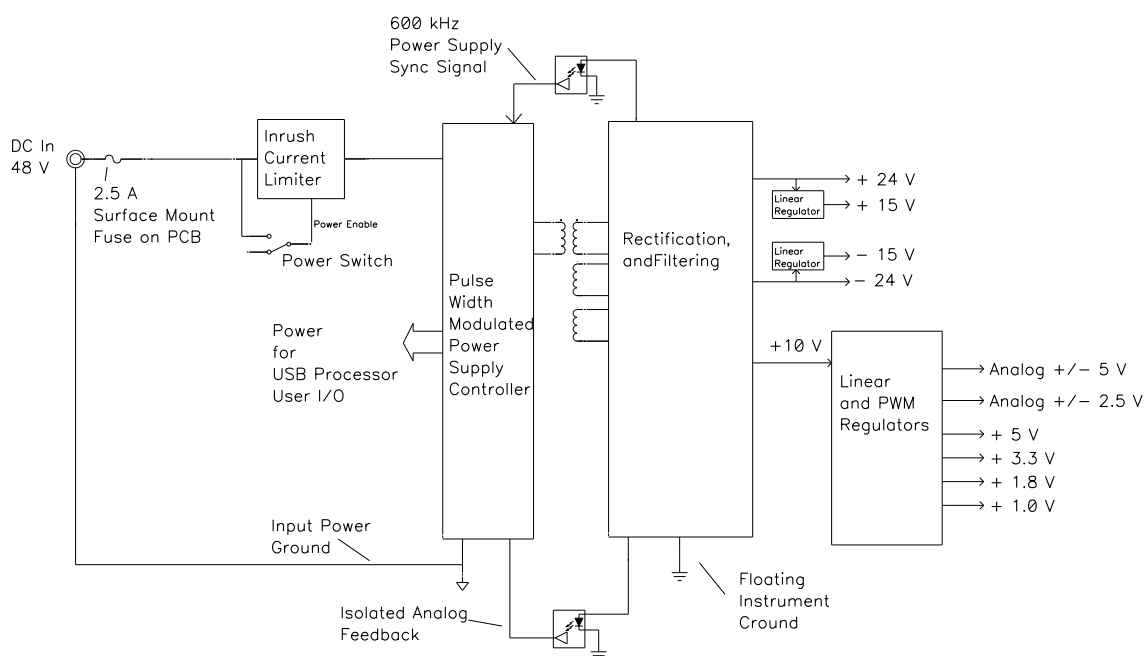 600 kHz
Power Supply
Sync Signal
DC In
48 V
2.5 A
Surface Mount
Fuse on PCB
Inrush
Current
Limiter
Power Enable
Power Switch
Power
for
USB Processor
User I/O
Pulse
Width
Modulated
Power
Supply
Controller
Rectification,
andFiltering
+ 24 V
Linear
Regulator
+ 15 V
Linear
Regulator
− 15 V
− 24 V
+10 V
Linear
and PWM
Regulators
Analog +/− 5 V
Analog +/− 2.5 V
+ 5 V
+ 3.3 V
+ 1.8 V
+ 1.0 V
Input Power
Ground
Isolated Analog
Feedback
Floating
Instrument
Ground